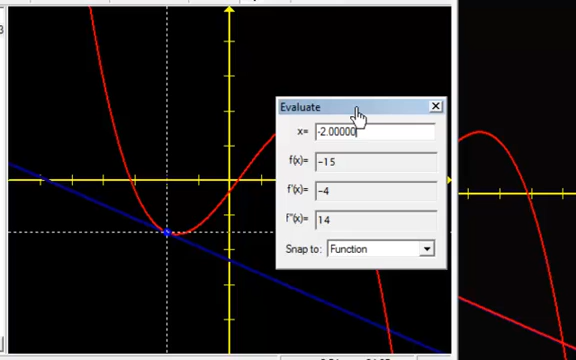 Evaluate
x= -2.00000
f(x)= -15
f'(x)= -4
f''(x)= 14
Snap to: Function